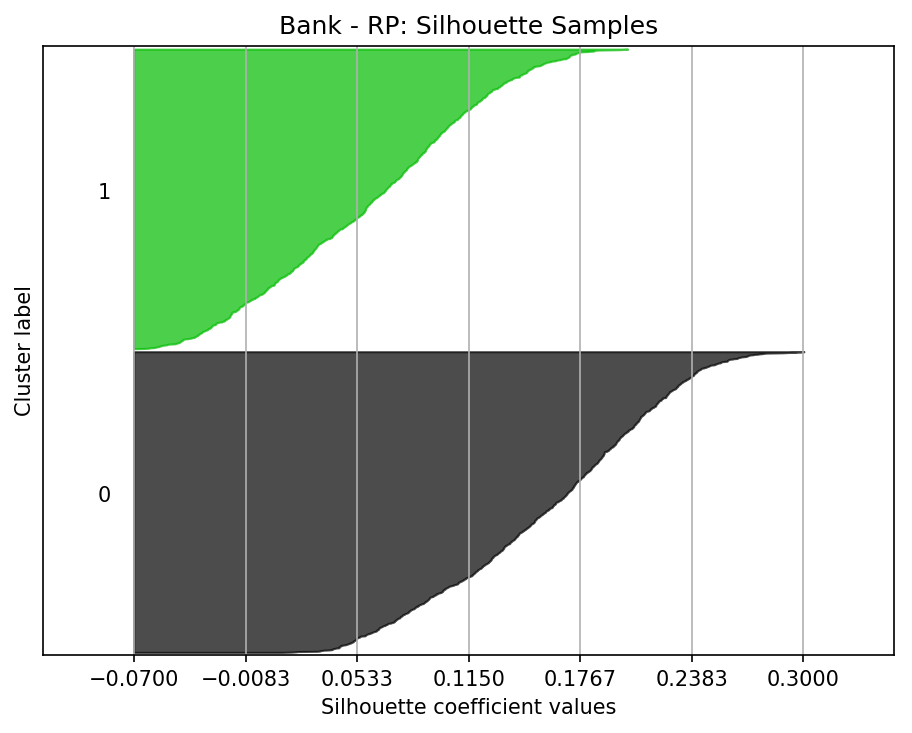 Bank - RP: Silhouette Samples
1
0
Cluster label
−0.0700 −0.0083 0.0533 0.1150 0.1767 0.2383 0.3000
Silhouette coefficient values